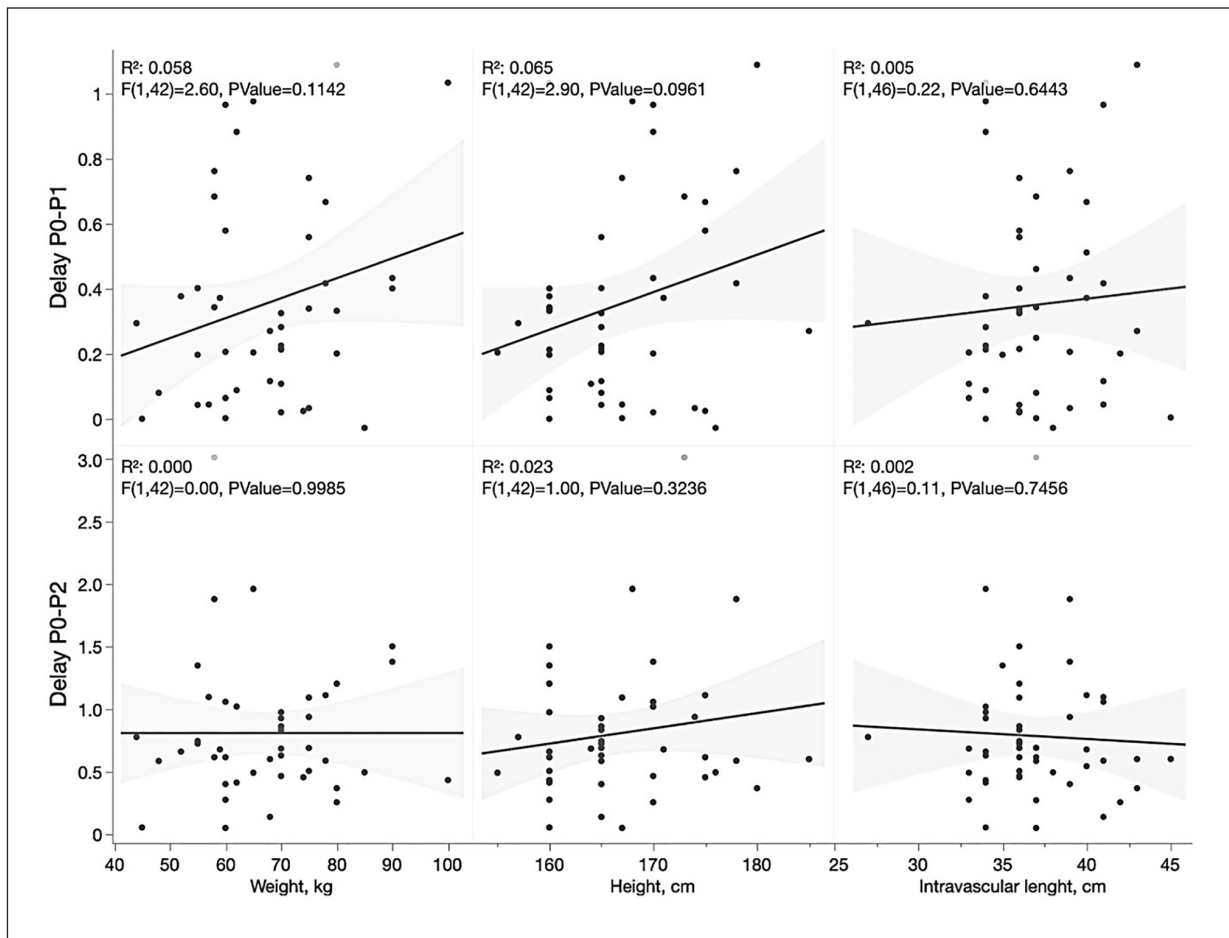 R²: 0.058
F(1,42)=2.60, PValue=0.1142
R²: 0.065
F(1,42)=2.90, PValue=0.0961
R²: 0.005
F(1,46)=0.22, PValue=0.6443
Delay P0-P1
1
0.8
0.6
0.4
0.2
0
R²: 0.000
F(1,42)=0.00, PValue=0.9985
R²: 0.023
F(1,42)=1.00, PValue=0.3236
R²: 0.002
F(1,46)=0.11, PValue=0.7456
Delay P0-P2
3.0
2.5
2.0
1.5
1.0
0.5
0
40 50 60 70 80 90 100
Weight, kg
160 170 180
Height, cm
25 30 35 40 45
Intravascular lenght, cm